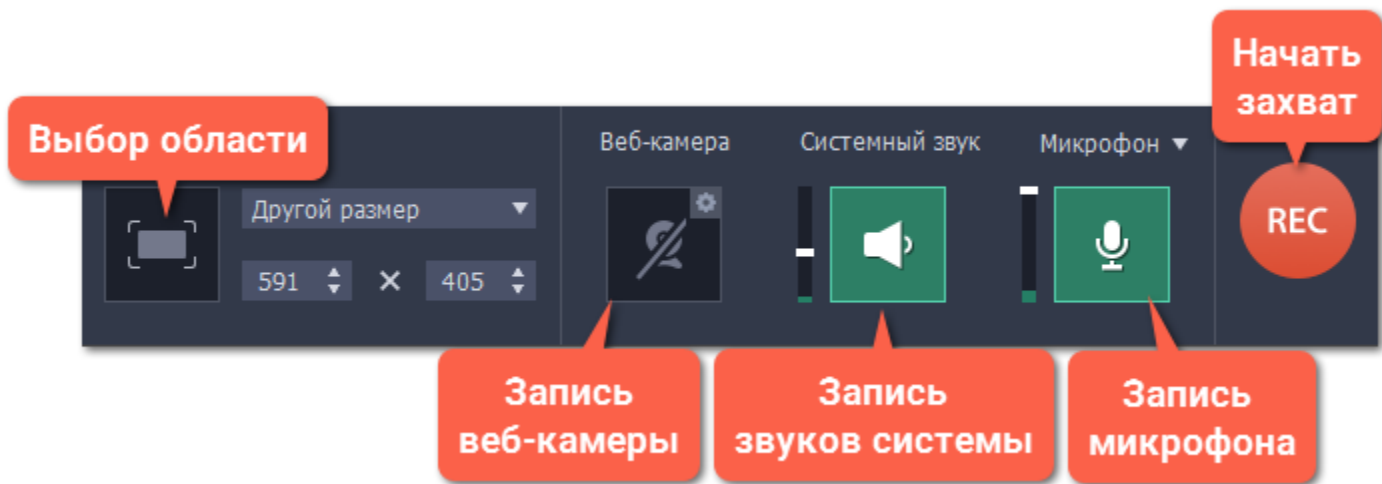 Начать
захват
Выбор области
Веб-камера
Системный звук
Микрофон
Другой размер
591 × 405
REC
Запись
веб-камеры
Запись
звуков системы
Запись
микрофона